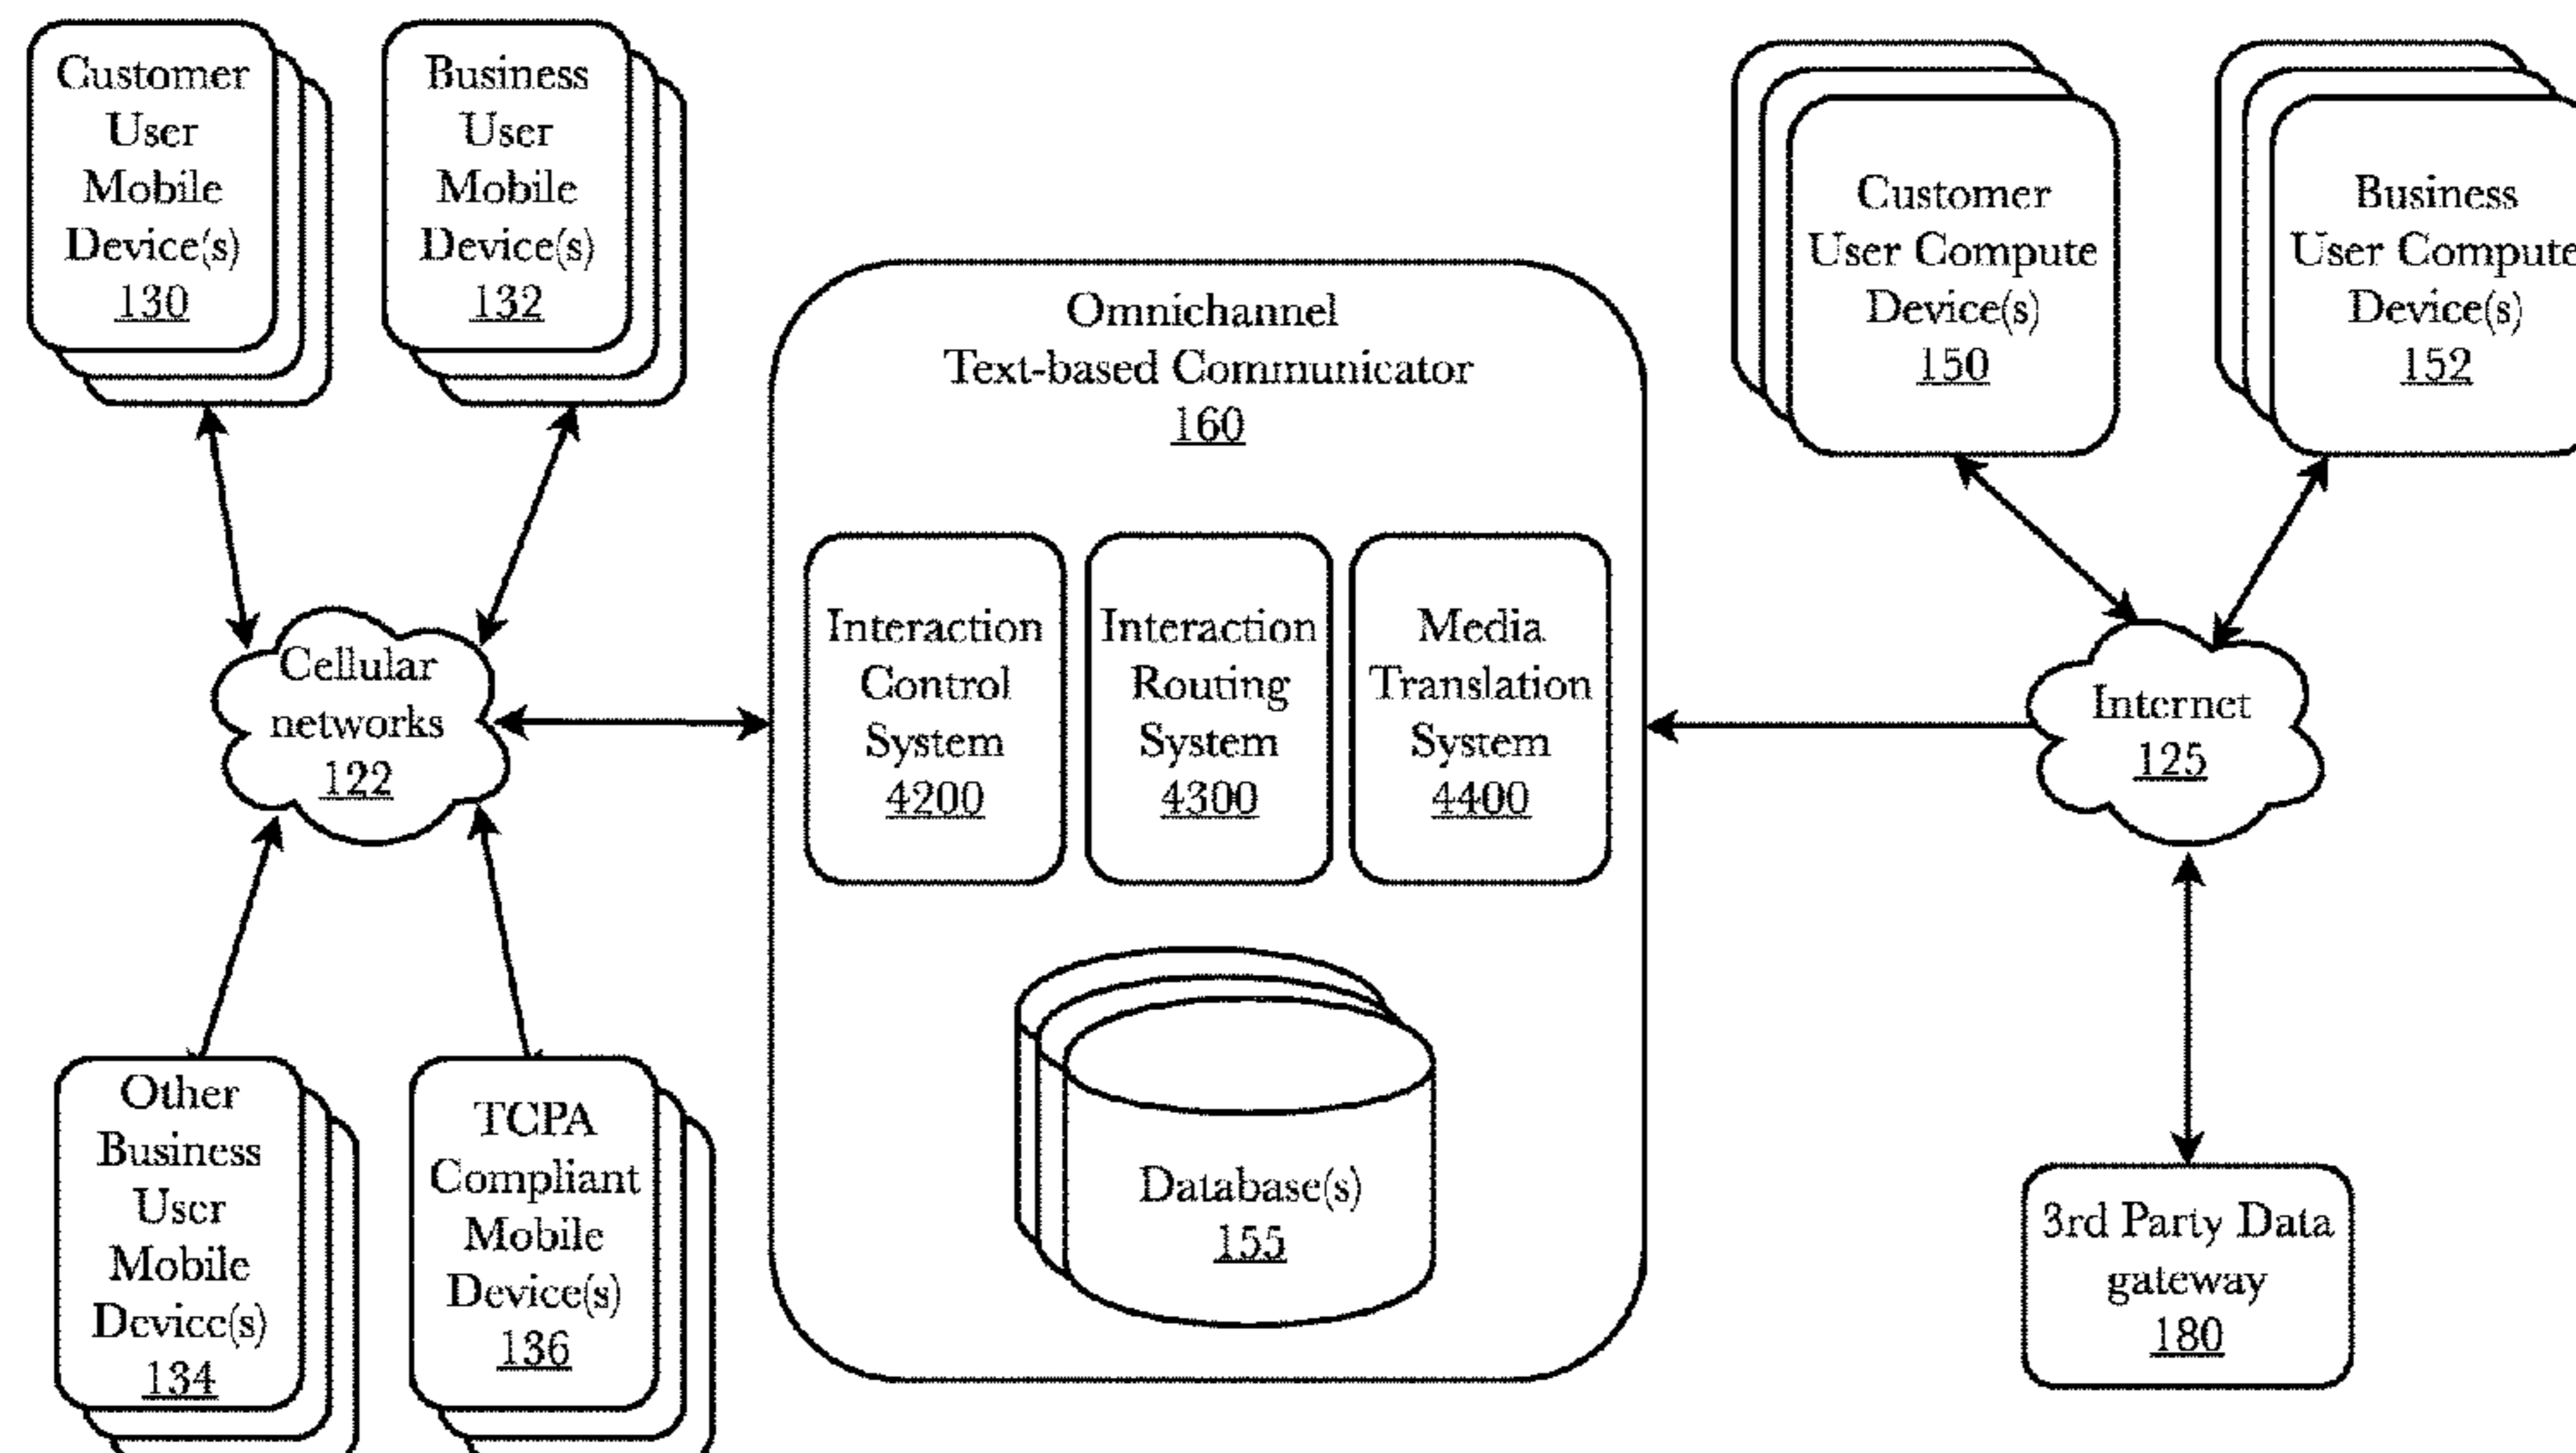 Customer
User
Mobile
Device(s)
130
Business
User
Mobile
Device(s)
132
Customer
User Compute
Device(s)
150
Business
User Compute
Device(s)
152
Omnichannel
Text-based Communicator
160
Interaction
Control
System
4200
Interaction
Routing
System
4300
Media
Translation
System
4400
Cellular
networks
122
Internet
125
Other
Business
User
Mobile
Device(s)
134
TCPA
Compliant
Mobile
Device(s)
136
Database(s)
155
3rd Party Data
gateway
180